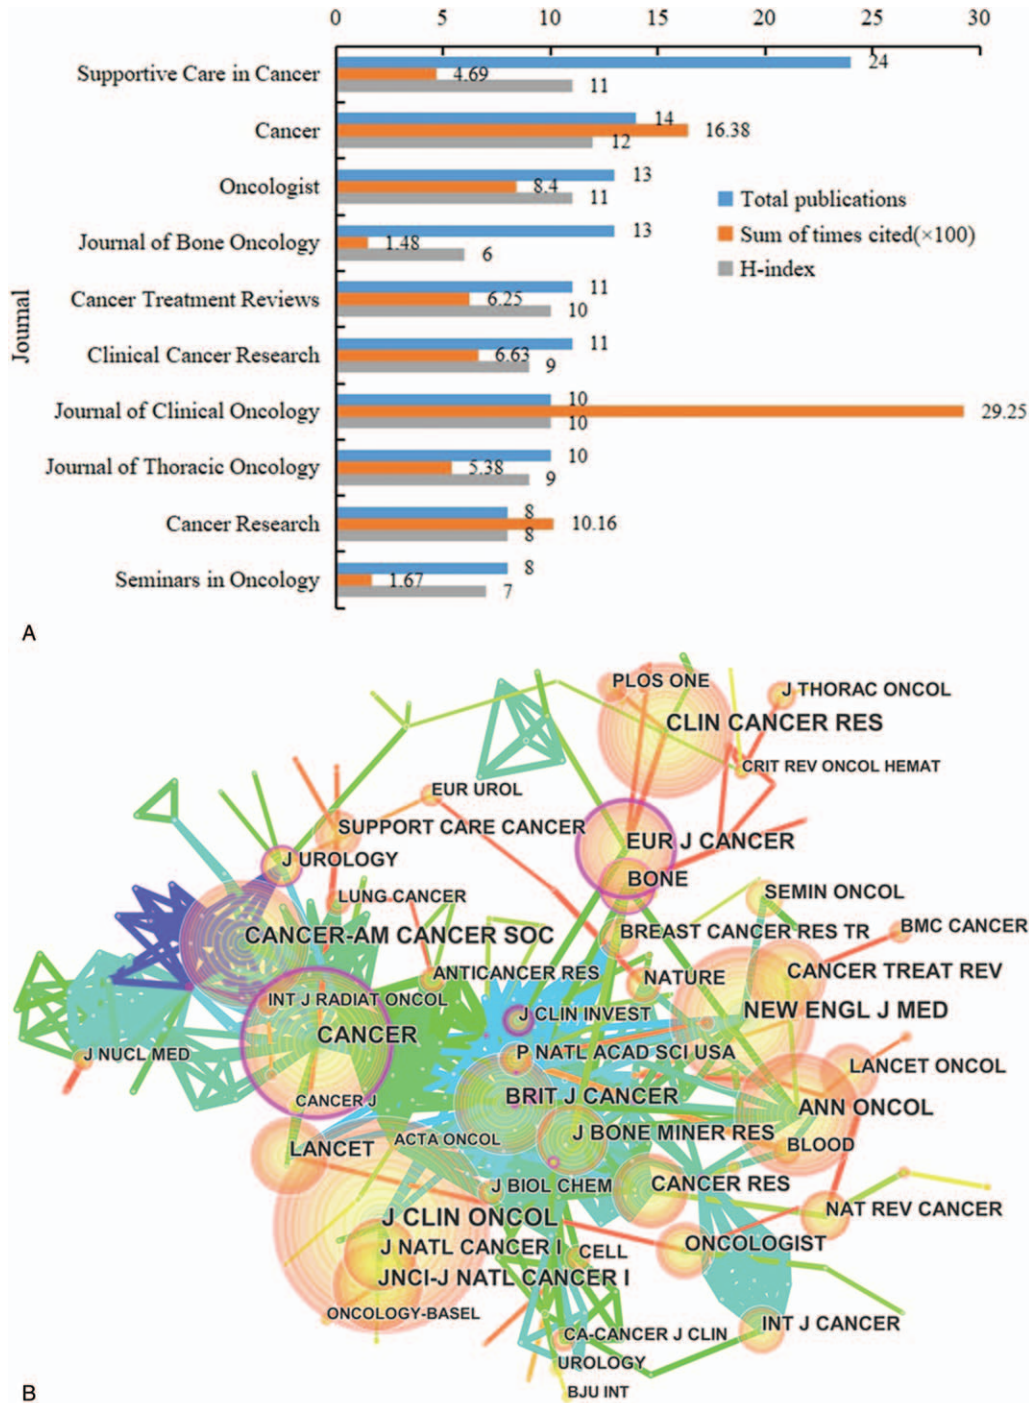 0 5 10 15 20 25 30
Supportive Care in Cancer 24
4.69
11
Cancer 14
16.38
12
Oncologist 13
8.4
11
Journal of Bone Oncology 13
1.48
6
Cancer Treatment Reviews 11
6.25
10
Clinical Cancer Research 11
6.63
9
Journal of Clinical Oncology 10
29.25
10
Journal of Thoracic Oncology 10
5.38
9
Cancer Research 8
10.16
8
Seminars in Oncology 8
1.67
7
Journal
Total publications
Sum of times cited(×100)
H-index
A
PLOS ONE
J THORAC ONCOL
CLIN CANCER RES
CRIT REV ONCOL HEMAT
EUR UROL
SUPPORT CARE CANCER
EUR J CANCER
J UROLOGY
BONE
LUNG CANCER
SEMIN ONCOL
CANCER-AM CANCER SOC
BREAST CANCER RES TR
BMC CANCER
ANTICANCER RES
NATURE
CANCER TREAT REV
INT J RADIAT ONCOL
J CLIN INVEST
NEW ENGL J MED
CANCER
J NUCL MED
P NATL ACAD SCI USA
LANCET ONCOL
CANCER J
BRIT J CANCER
ANN ONCOL
ACTA ONCOL
J BONE MINER RES
BLOOD
LANCET
J BIOL CHEM
CANCER RES
NAT REV CANCER
J CLIN ONCOL
J NATL CANCER I
CELL
ONCOLOGIST
JNCI-J NATL CANCER I
ONCOLOGY-BASEL
CA-CANCER J CLIN
INT J CANCER
UROLOGY
BJU INT
B